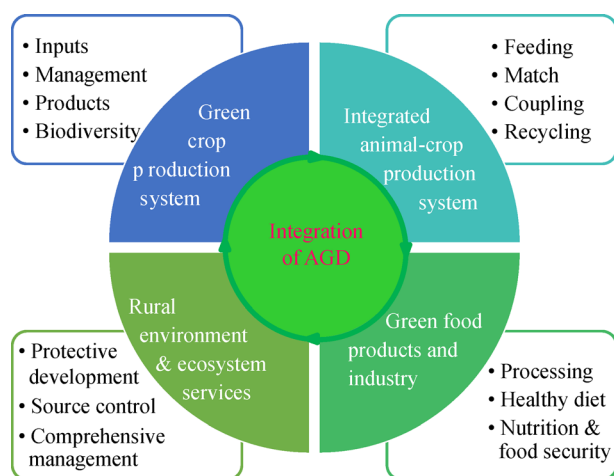 • Inputs
• Management
• Products
• Biodiversity
Green
crop
p roduction
system
• Feeding
• Match
• Coupling
• Recycling
Integrated
animal-crop
production
system
Integration
of AGD
Rural
environment
& ecosystem
services
• Protective
development
• Source control
• Comprehensive
management
Green food
products and
industry
• Processing
• Healthy diet
• Nutrition &
food security